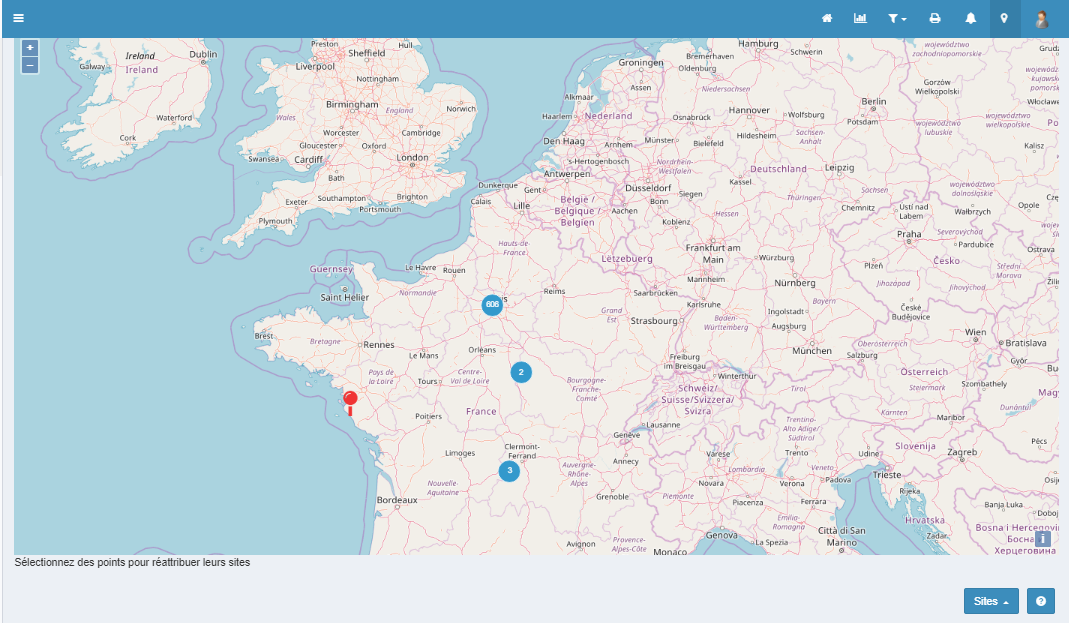 +
−
Preston
Hull
Sheffield
Ireland
Dublin
Galway
Ireland
Liverpool
Nottingham
Birmingham
England
Norwich
Wales
Waterford
Worcester
Cambridge
Cork
Gloucester
Oxford
Swansea
Cardiff
London
Bath
Exeter
Southampton
Brighton
Portsmouth
Plymouth
Hamburg
Schwerin
województwo
zachodniopomorskie
Bremerhaven
Groningen
Oldenburg
Assen
Niedersachsen
Gorzów
Wielkopolski
Alkmaar
Berlin
Haarlem
Nederland
Osnabrück
Hannover
Wolfsburg
Potsdam
województwo
lubuskie
województwo
wielkopolskie
Den Haag
Arnhem
Münster
Bielefeld
Hildesheim
Sachsen-
Anhalt
Kalisz
's-Hertogenbosch
Nordrhein-
Westfalen
Antwerpen
Kassel
Deutschland
Leipzig
Dunkerque
Gent
Düsseldorf
Siegen
Sachsen
województwo
dolnośląskie
Calais
Lille
België /
Belgique /
Belgien
Aachen
Bonn
Thüringen
Chemnitz
Ústí nad
Labem
Wałbrzych
Opole
Koblenz
Hessen
Praha
Severovýchod
Pardubice
Hauts-de-
France
Frankfurt am
Main
Ostrava
Lëtzebuerg
Würzburg
Plzeň
Česko
Střední
Morava
Guernsey
Le Havre
Rouen
Mannheim
Nürnberg
Jihozápad
Jihovýchod
Saint Helier
Normandie
Reims
Saarbrücken
Karlsruhe
608
Grand
Est
Strasbourg
Baden-
Württemberg
Ingolstadt
Bayern
České
Budějovice
Augsburg
Brest
Bretagne
Rennes
Le Mans
Orléans
München
Salzburg
Oberösterreich
Wien
Bratislava
Freiburg
im Breisgau
Győr
Pays de
la Loire
Tours
Centre-
Val de Loire
2
Bourgogne-
Franche-
Comté
Winterthur
Schweiz/
Suisse/Svizzera/
Svizra
Tirol
Österreich
Steiermark
Szombathely
Poitiers
France
Lausanne
Kärnten
Maribor
Dunántúl
Trentino-
Alto Adige/
Südtirol
Genève
Limoges
Clermont-
Ferrand
Annecy
Varese
Trento
Udine
Slovenija
Zagreb
Pécs
3
Auvergne-
Rhône-
Alpes
Lombardia
Veneto
Trieste
Nouvelle-
Aquitaine
Grenoble
Novara
Verona
Padova
Rijeka
Bordeaux
Piemonte
Piacenza
Ferrara
Banja Luka
Emilia-
Romagna
Hrvatska
Avignon
Provence-
Alpes-Côte
Genova
La Spezia
Città di San
Marino
Zadar
Monaco
i
Sélectionnez des points pour réattribuer leurs sites
Sites
?